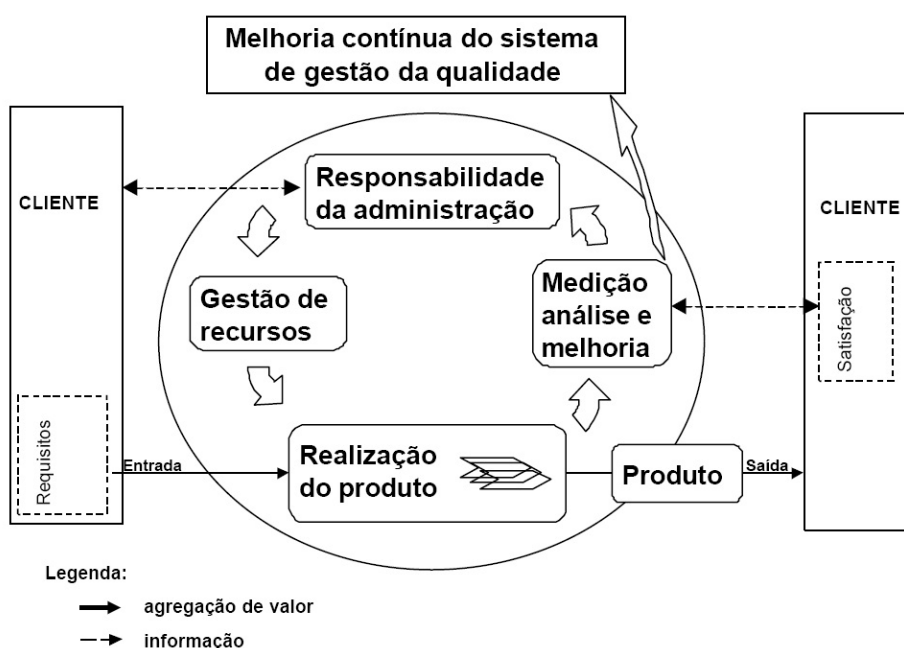 Melhoria contínua do sistema
de gestão da qualidade
CLIENTE
Requisitos
Responsabilidade
da administração
Gestão de
recursos
Medição
análise e
melhoria
CLIENTE
Satisfação
Entrada
Realização
do produto
Produto
Saída
Legenda:
agregação de valor
informação